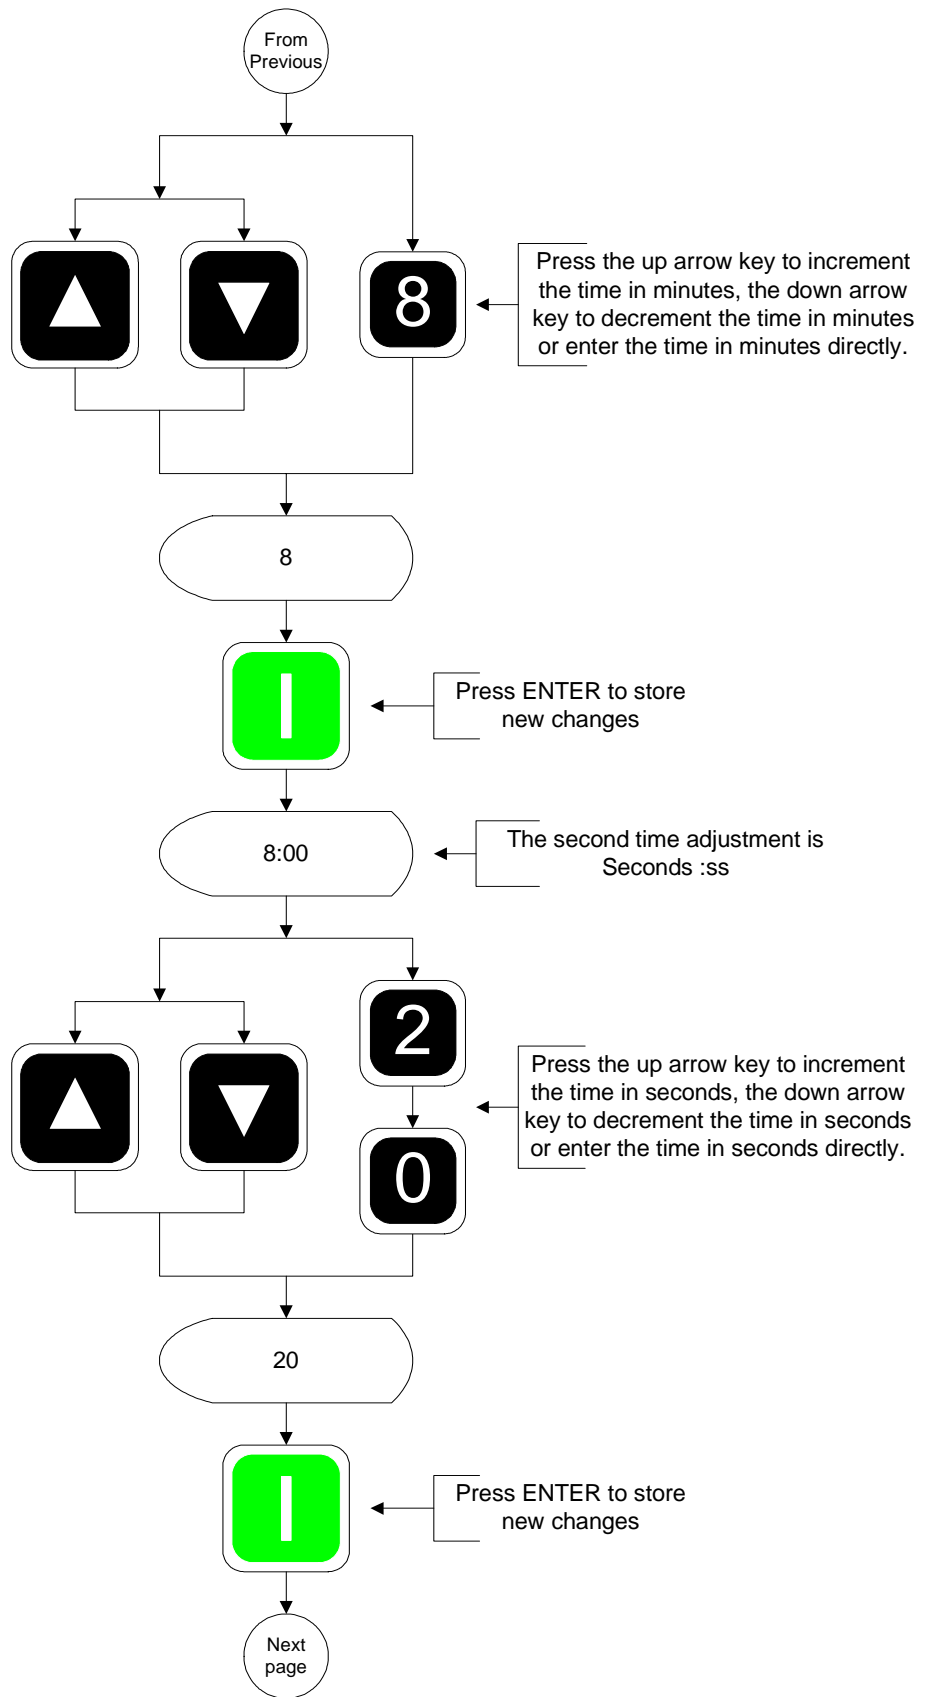 From
Previous
8
Press the up arrow key to increment
the time in minutes, the down arrow
key to decrement the time in minutes
or enter the time in minutes directly.
8
Press ENTER to store
new changes
8:00
The second time adjustment is
Seconds :ss
2
0
Press the up arrow key to increment
the time in seconds, the down arrow
key to decrement the time in seconds
or enter the time in seconds directly.
20
Press ENTER to store
new changes
Next
page